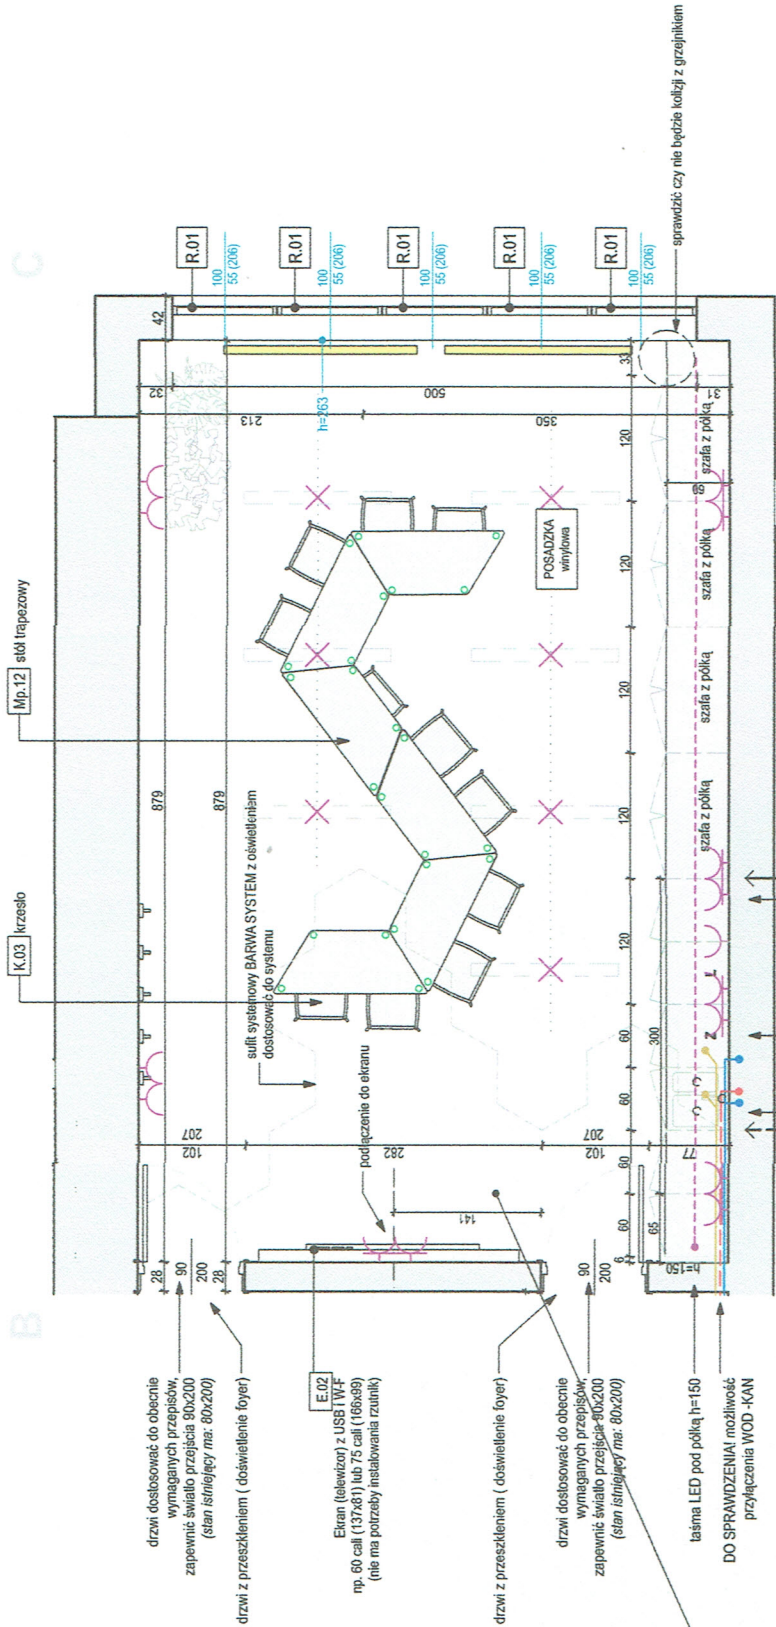 B
C
K.03 krzesło
Mp.12 stół trapezowy
drzwi dostosować do obecnie
wymaganych przepisów,
zapewnić światło przejścia 90x200
(stan istniejący ma: 80x200)
drzwi z przeszkleniem ( doświetlenie foyer)
E.02
Ekran (telewizor) z USB i W-F
np. 60 cali (137x81) lub 75 cali (166x99)
(nie ma potrzeby instalowania rzutnik)
drzwi z przeszkleniem ( doświetlenie foyer)
drzwi dostosować do obecnie
wymaganych przepisów,
zapewnić światło przejścia 90x200
(stan istniejący ma: 80x200)
taśma LED pod półką h=150
DO SPRAWDZENIA! możliwość
przyłączenia WOD -KAN
sufit systemowy BARWA SYSTEM z oświetleniem
dostosować do systemu
podłączenie do ekranu
POSADZKA
winylowa
szafa z półką
szafa z półką
szafa z półką
szafa z półką
sprawdzić czy nie będzie kolizji z grzejnikiem
R.01
R.01
R.01
R.01
R.01
100
55 (206)
100
55 (206)
100
55 (206)
100
55 (206)
100
55 (206)
h=263
h=150
879
879
42
32
213
500
350
31
33
28
90
200
28
207
102
282
141
207
102
77
90
200
6
60
60
60
60
120
120
120
120
120
65
300